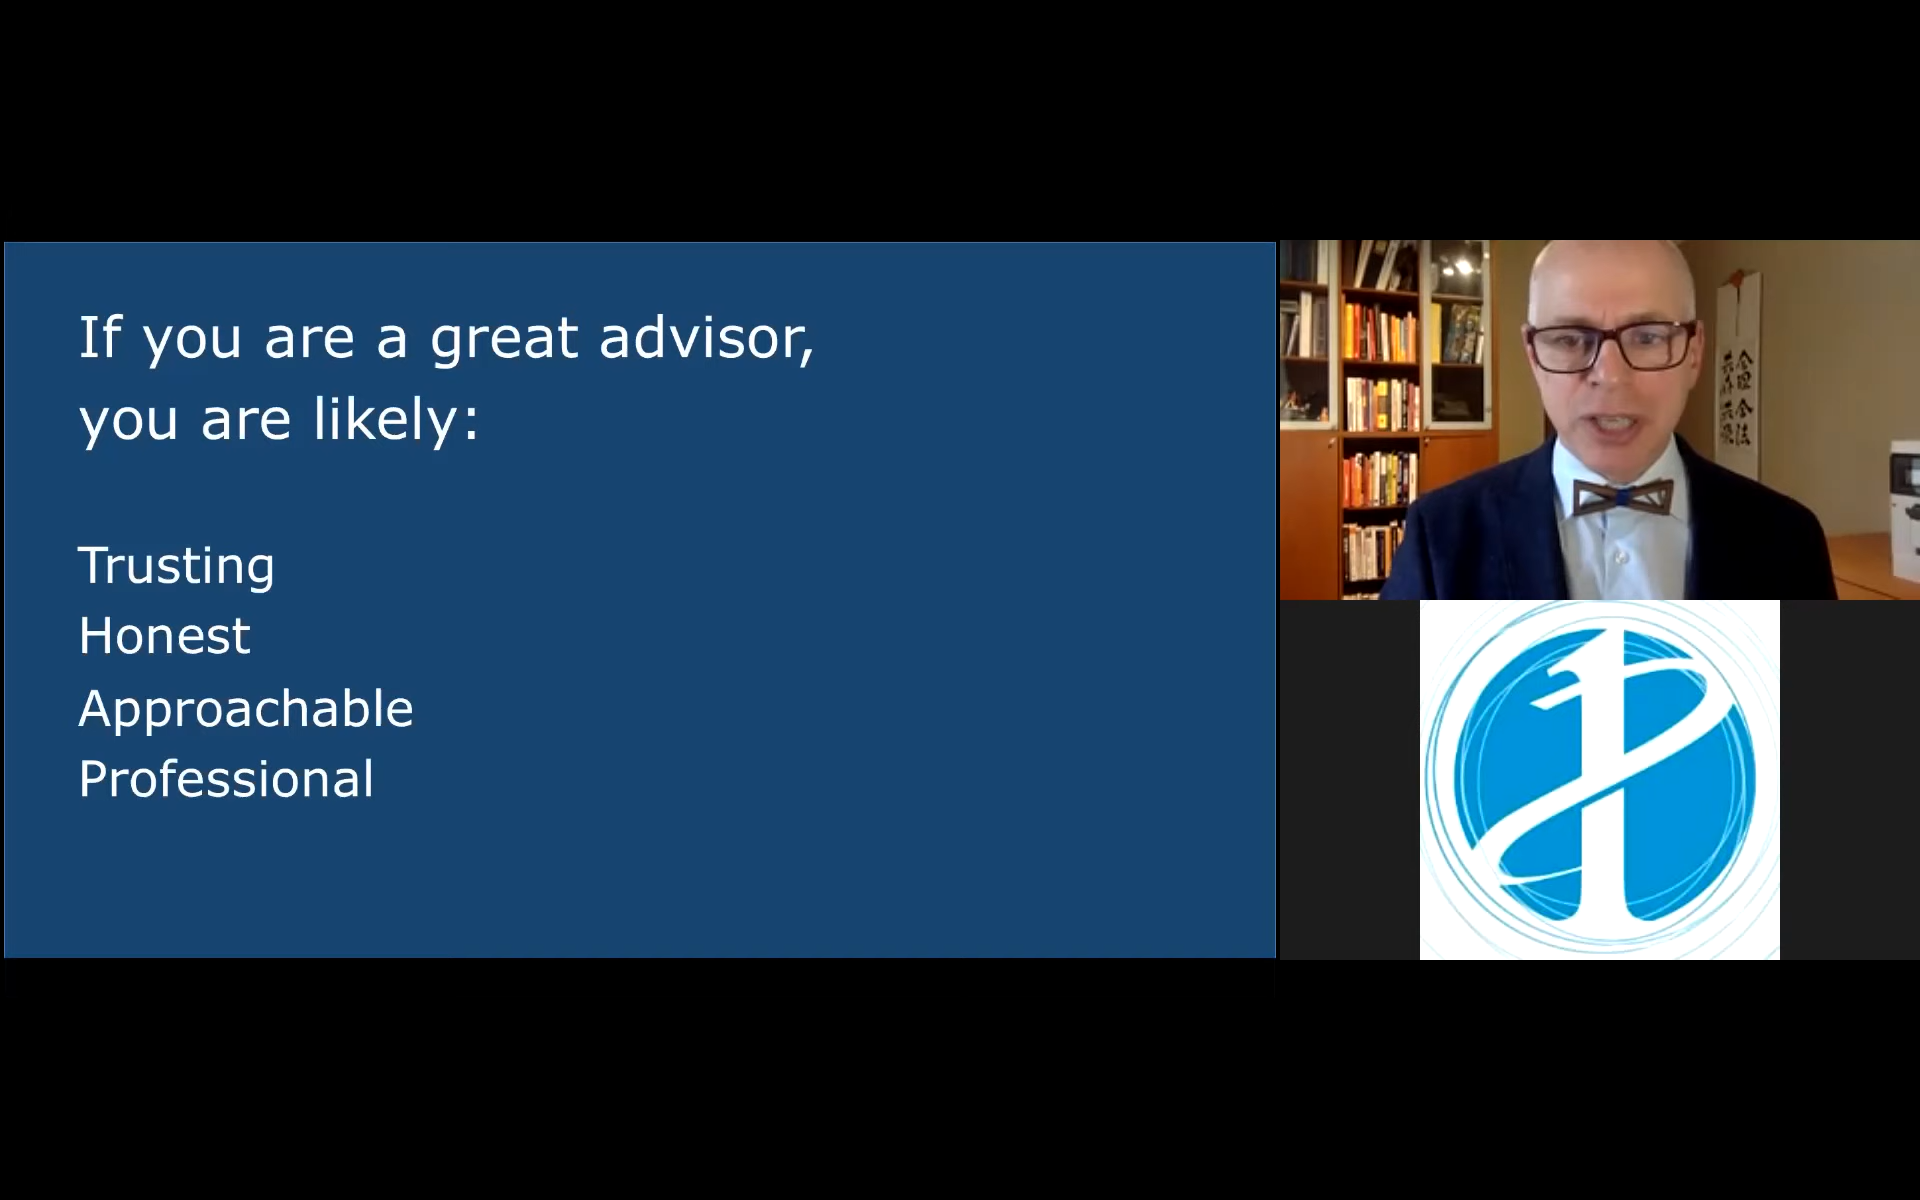 If you are a great advisor,
you are likely:
Trusting
Honest
Approachable
Professional